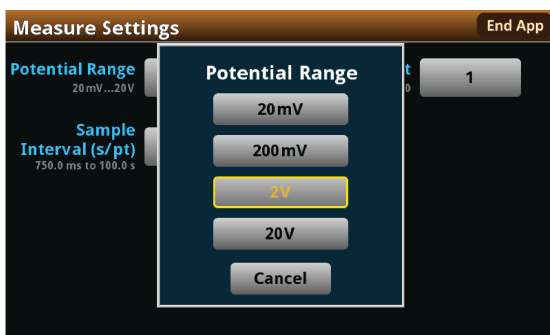 Measure Settings
End App
Potential Range
20mV...20V
t
0
1
Sample
Interval (s/pt)
750.0 ms to 100.0 s
Potential Range
20mV
200mV
2V
20V
Cancel